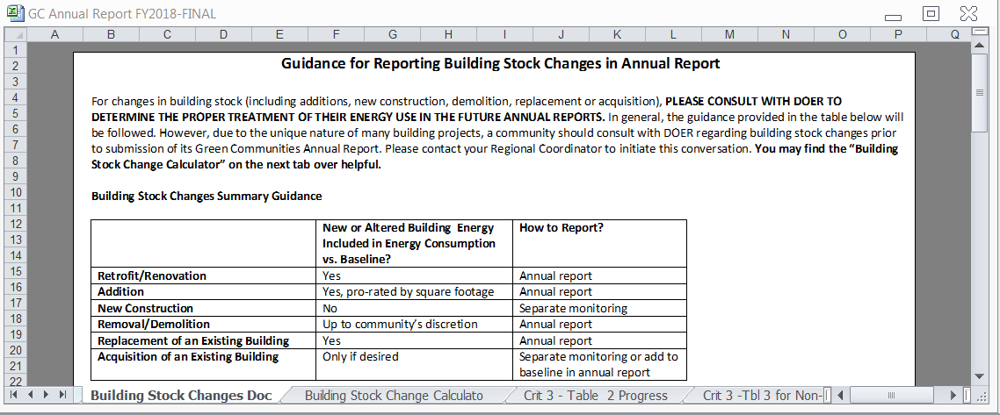 GC Annual Report FY2018-FINAL
A B C D E F G H I J K L M N O P Q
1
2
3
4
5
6
7
8
9
10
11
12
13
14
15
16
17
18
19
20
21
22
Guidance for Reporting Building Stock Changes in Annual Report
For changes in building stock (including additions, new construction, demolition, replacement or acquisition), PLEASE CONSULT WITH DOER TO
DETERMINE THE PROPER TREATMENT OF THEIR ENERGY USE IN THE FUTURE ANNUAL REPORTS. In general, the guidance provided in the table below will
be followed. However, due to the unique nature of many building projects, a community should consult with DOER regarding building stock changes prior
to submission of its Green Communities Annual Report. Please contact your Regional Coordinator to initiate this conversation. You may find the “Building
Stock Change Calculator” on the next tab over helpful.
Building Stock Changes Summary Guidance
New or Altered Building Energy How to Report?
Included in Energy Consumption
vs. Baseline?
Retrofit/Renovation Yes Annual report
Addition Yes, pro-rated by square footage Annual report
New Construction No Separate monitoring
Removal/Demolition Up to community’s discretion Annual report
Replacement of an Existing Building Yes Annual report
Acquisition of an Existing Building Only if desired Separate monitoring or add to
baseline in annual report
Building Stock Changes Doc Building Stock Change Calculato Crit 3 - Table 2 Progress Crit 3 -Tbl 3 for Non-